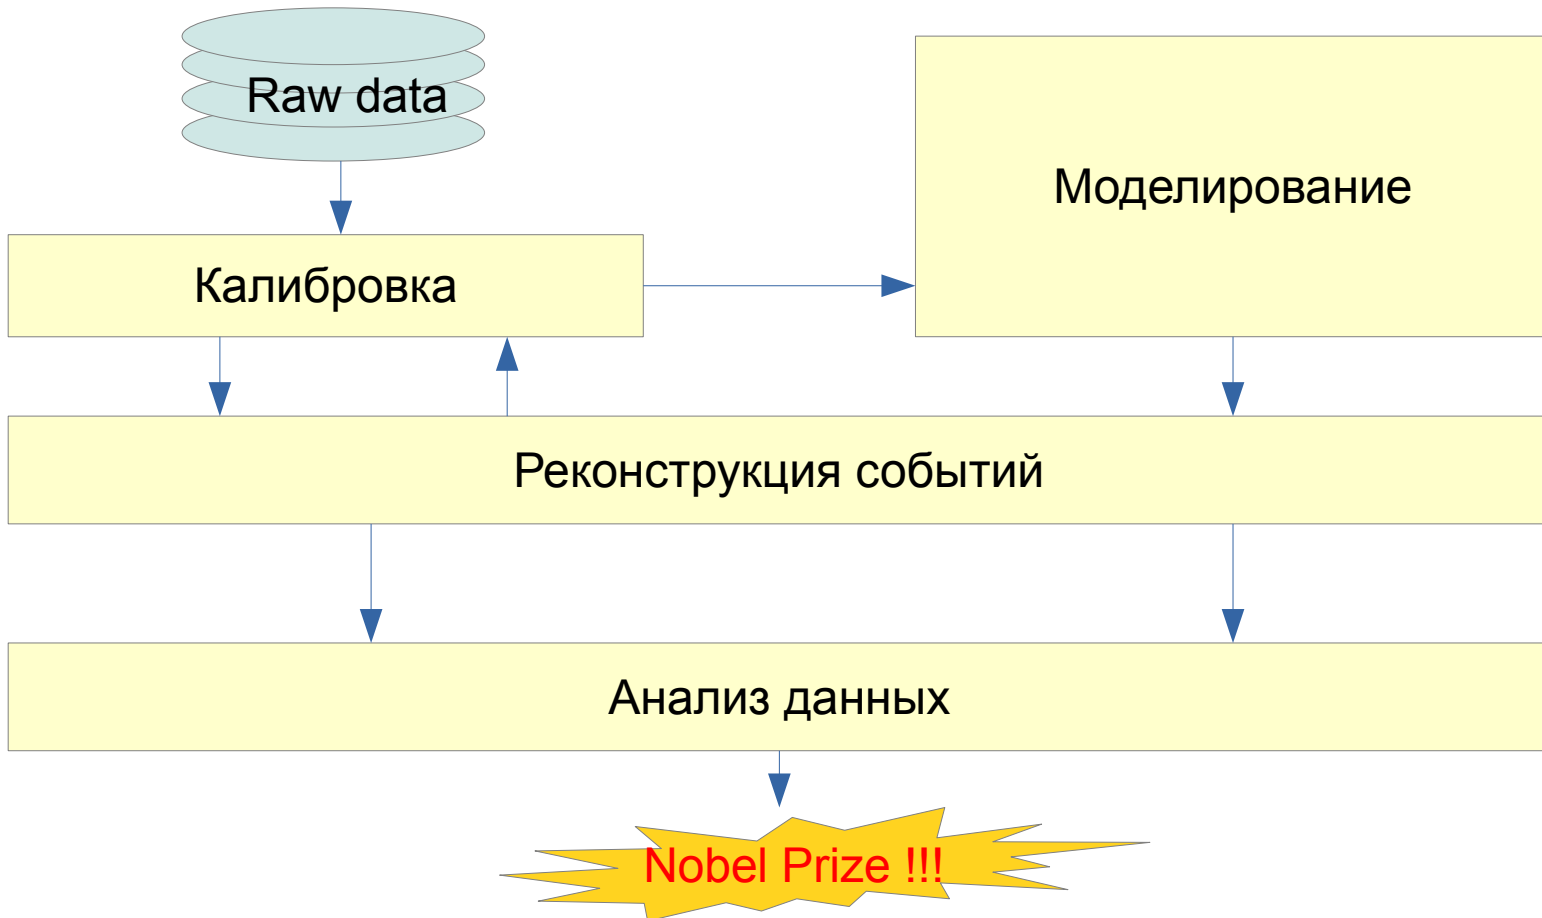 Raw data
Моделирование
Калибровка
Реконструкция событий
Анализ данных
Nobel Prize !!!